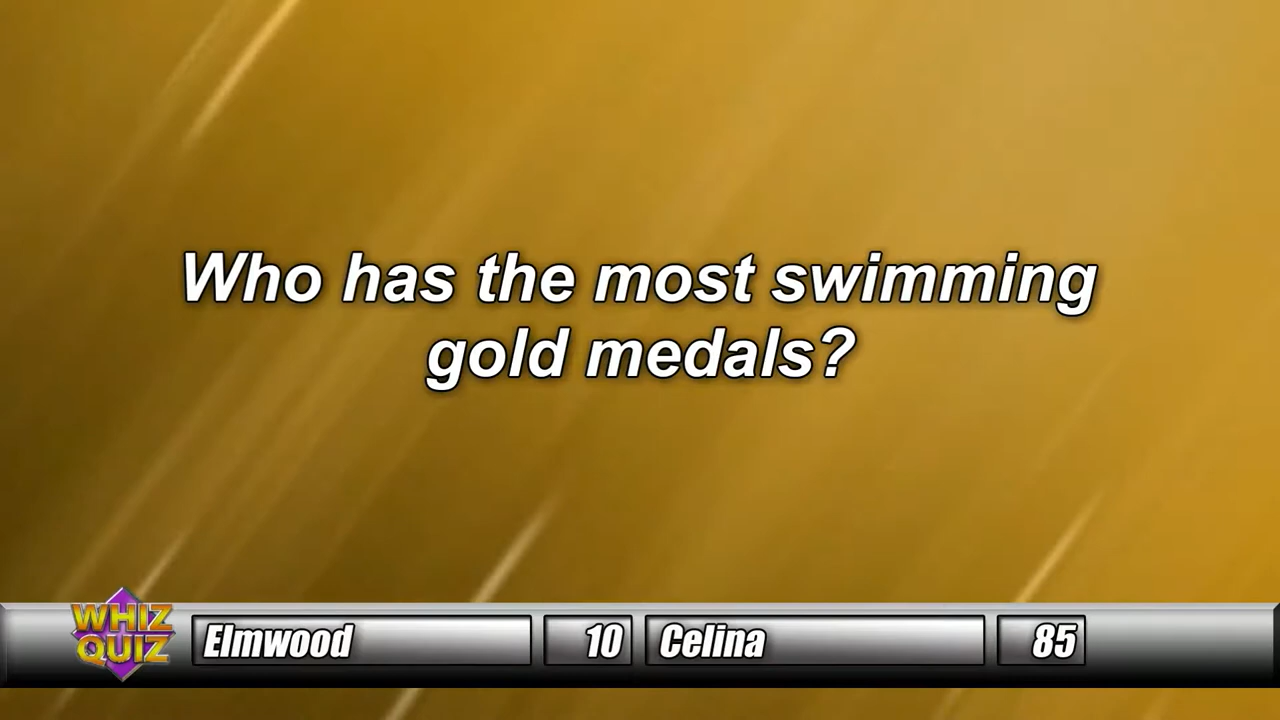 Who has the most swimming
gold medals?
WHIZ
QUIZ
Elmwood 10 Celina 85